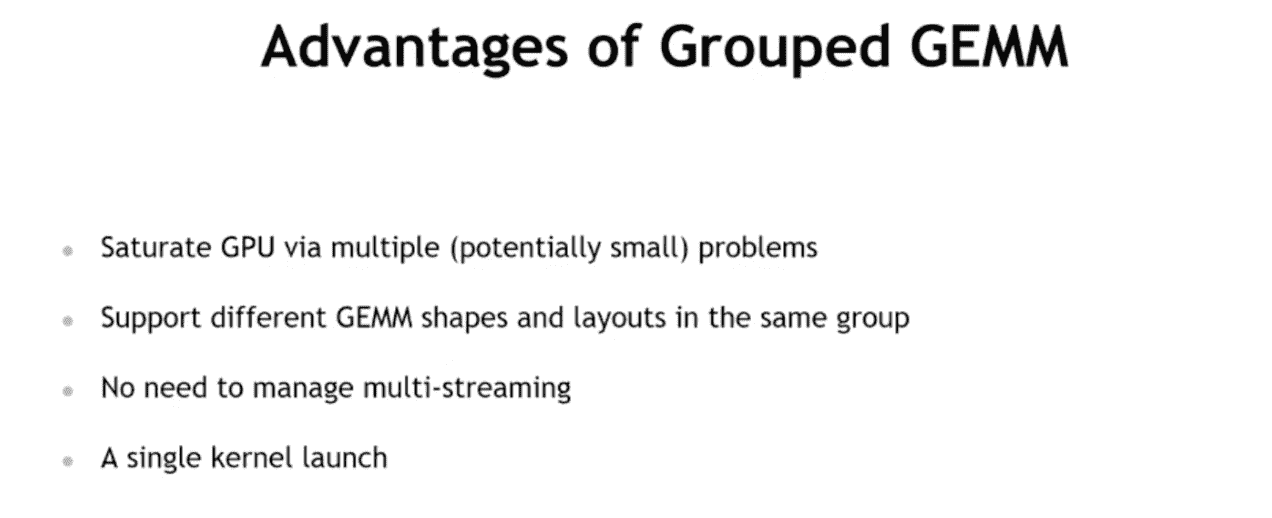 Advantages of Grouped GEMM
Saturate GPU via multiple (potentially small) problems
Support different GEMM shapes and layouts in the same group
No need to manage multi-streaming
A single kernel launch